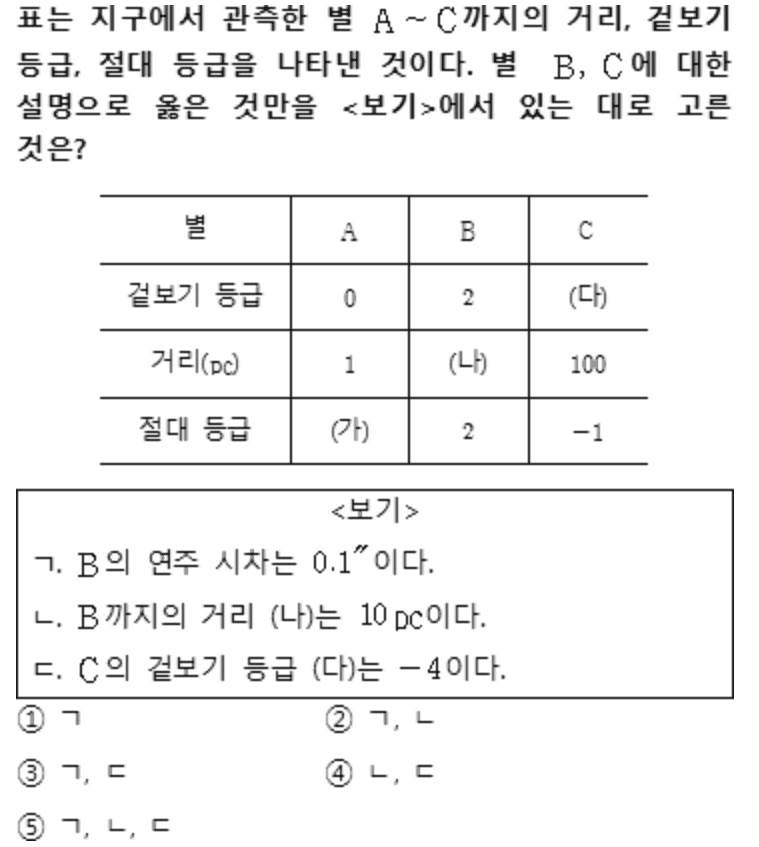 표는 지구에서 관측한 별 A ~ C까지의 거리, 겉보기
등급, 절대 등급을 나타낸 것이다. 별 B, C에 대한
설명으로 옳은 것만을 <보기>에서 있는 대로 고른
것은?
별 A B C
겉보기 등급 0 2 (다)
거리(pc) 1 (나) 100
절대 등급 (가) 2 -1
<보기>
ㄱ. B의 연주 시차는 0.1″이다.
ㄴ. B까지의 거리 (나)는 10 pc이다.
ㄷ. C의 겉보기 등급 (다)는 -4이다.
① ㄱ ② ㄱ, ㄴ
③ ㄱ, ㄷ ④ ㄴ, ㄷ
⑤ ㄱ, ㄴ, ㄷ